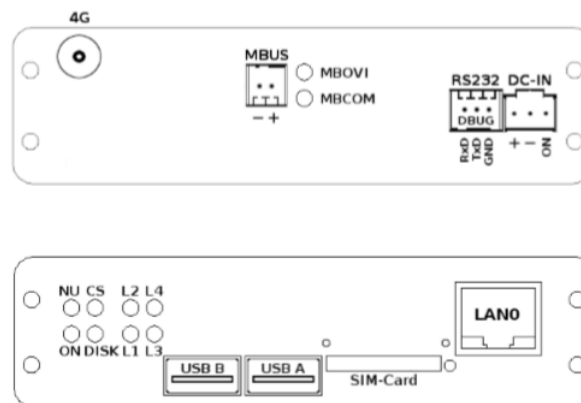 4G
MBUS
MBOVI
MBCOM
− +
RS232 DC-IN
DBUG
RxD TxD GND + − ON
NU CS L2 L4
ON DISK L1 L3
USB B USB A
SIM-Card
LAN0